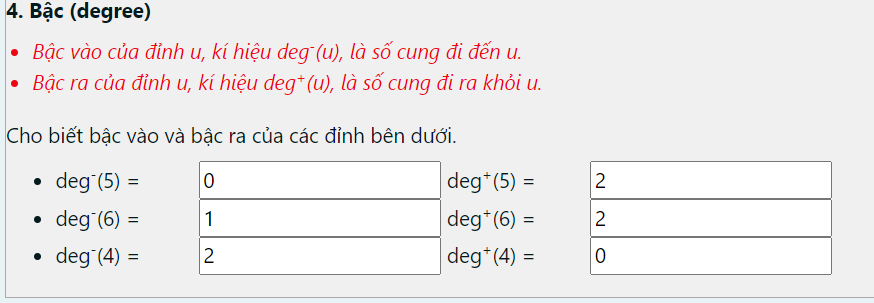 4. Bậc (degree)
• Bậc vào của đỉnh u, kí hiệu deg⁻(u), là số cung đi đến u.
• Bậc ra của đỉnh u, kí hiệu deg⁺(u), là số cung đi ra khỏi u.
Cho biết bậc vào và bậc ra của các đỉnh bên dưới.
• deg⁻(5) = 0 deg⁺(5) = 2
• deg⁻(6) = 1 deg⁺(6) = 2
• deg⁻(4) = 2 deg⁺(4) = 0